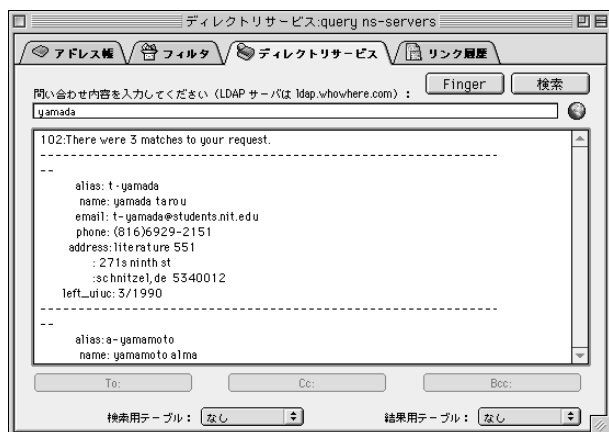 ディレクトリサービス:query ns-servers
アドレス帳 フィルタ ディレクトリサービス リンク履歴
Finger 検索
問い合わせ内容を入力してください（LDAP サーバは ldap.whowhere.com）：
yamada
102:There were 3 matches to your request.
------------------------------------------------------------
--
alias: t-yamada
name: yamada tarou
email: t-yamada@students.nit.edu
phone: (816)6929-2151
address: literature 551
: 271s ninth st
:schnitzel,de 5340012
left_uiuc: 3/1990
------------------------------------------------------------
--
alias: a-yamamoto
name: yamamoto alma
To: Cc: Bcc:
検索用テーブル： なし 結果用テーブル： なし